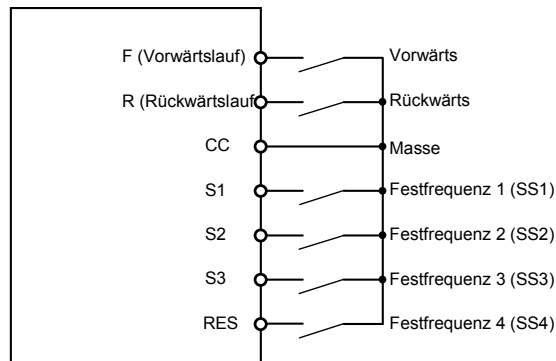 F (Vorwärtslauf) Vorwärts
R (Rückwärtslauf Rückwärts
CC Masse
S1 Festfrequenz 1 (SS1)
S2 Festfrequenz 2 (SS2)
S3 Festfrequenz 3 (SS3)
RES Festfrequenz 4 (SS4)